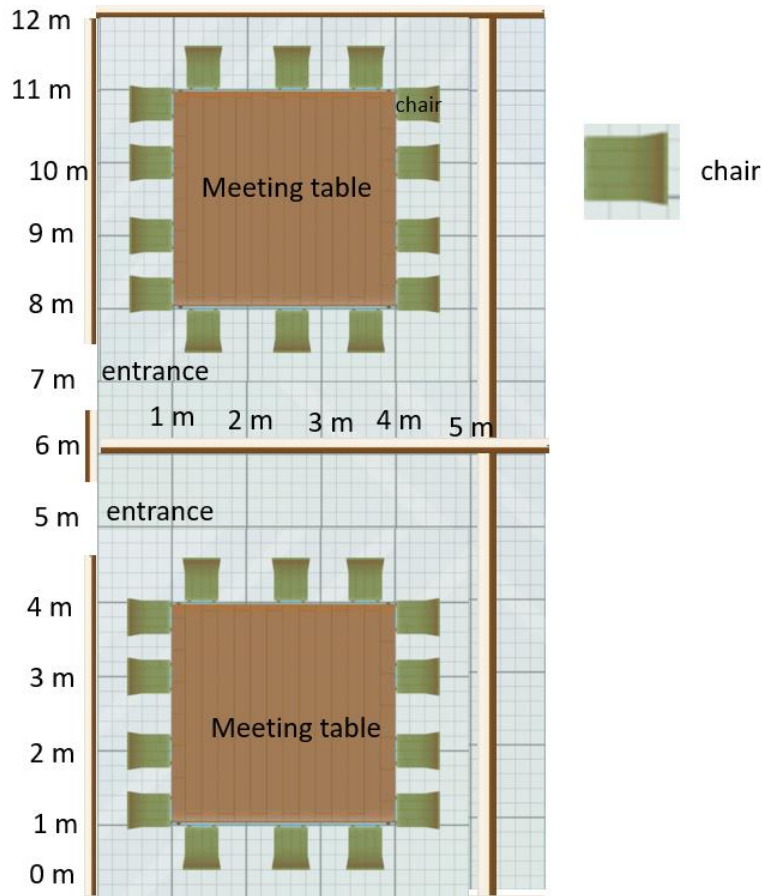 12 m
11 m
chair
10 m
Meeting table
chair
9 m
8 m
7 m
entrance
1 m
2 m
3 m
4 m
5 m
6 m
5 m
entrance
4 m
3 m
Meeting table
2 m
1 m
0 m